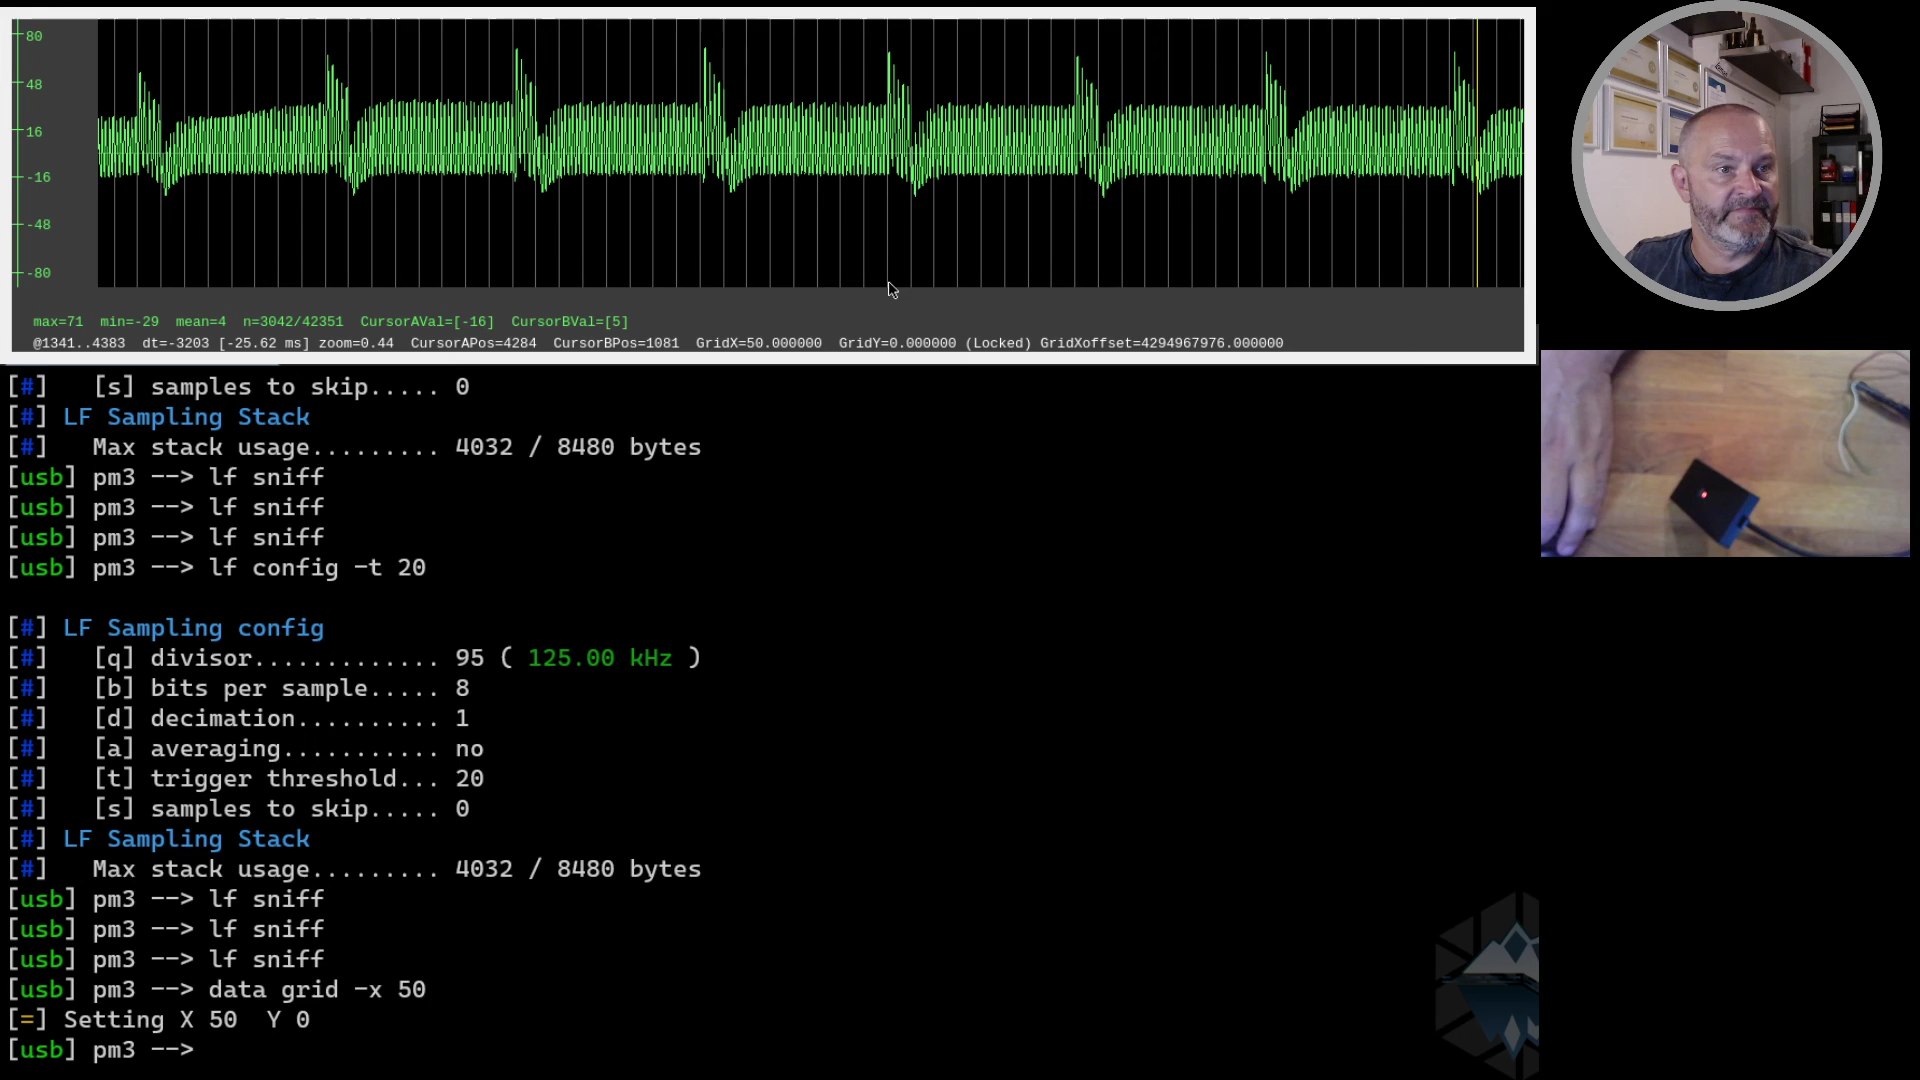 80
48
16
-16
-48
-80
max=71 min=-29 mean=4 n=3042/42351 CursorAVal=[-16] CursorBVal=[5]
@1341..4383 dt=-3203 [-25.62 ms] zoom=0.44 CursorAPos=4284 CursorBPos=1081 GridX=50.000000 GridY=0.000000 (Locked) GridXoffset=4294967976.000000
[#] [s] samples to skip..... 0
[#] LF Sampling Stack
[#] Max stack usage......... 4032 / 8480 bytes
[usb] pm3 --> lf sniff
[usb] pm3 --> lf sniff
[usb] pm3 --> lf sniff
[usb] pm3 --> lf config -t 20
[#] LF Sampling config
[#] [q] divisor............. 95 ( 125.00 kHz )
[#] [b] bits per sample..... 8
[#] [d] decimation.......... 1
[#] [a] averaging........... no
[#] [t] trigger threshold... 20
[#] [s] samples to skip..... 0
[#] LF Sampling Stack
[#] Max stack usage......... 4032 / 8480 bytes
[usb] pm3 --> lf sniff
[usb] pm3 --> lf sniff
[usb] pm3 --> lf sniff
[usb] pm3 --> data grid -x 50
[=] Setting X 50 Y 0
[usb] pm3 -->